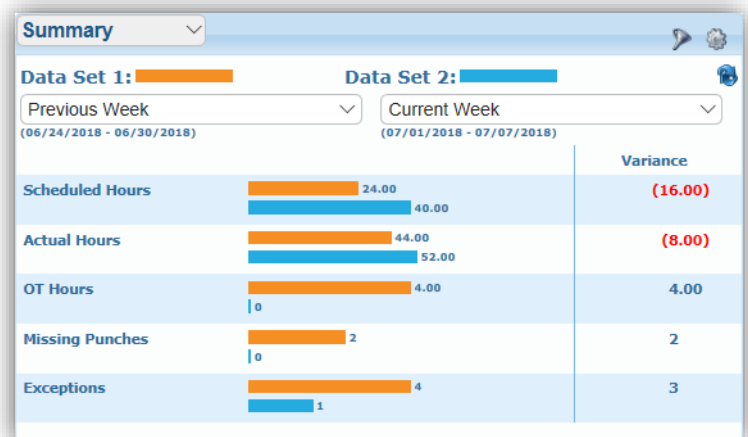 Summary
Data Set 1: Data Set 2:
Previous Week Current Week
(06/24/2018 - 06/30/2018) (07/01/2018 - 07/07/2018)
Variance
Scheduled Hours 24.00 (16.00)
40.00
Actual Hours 44.00 (8.00)
52.00
OT Hours 4.00 4.00
0
Missing Punches 2 2
0
Exceptions 4 3
1